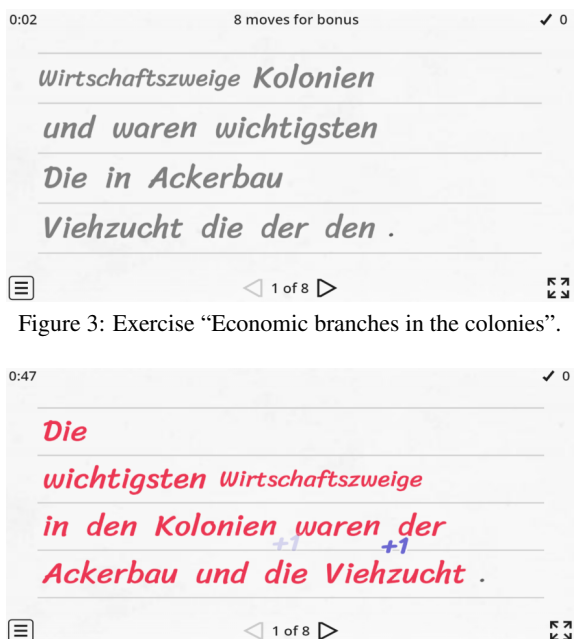 0:02 8 moves for bonus ✓ 0
Wirtschaftszweige Kolonien
und waren wichtigsten
Die in Ackerbau
Viehzucht die der den .
1 of 8
Figure 3: Exercise “Economic branches in the colonies”.
0:47 ✓ 0
Die
wichtigsten Wirtschaftszweige
in den Kolonien waren der
+1 +1
Ackerbau und die Viehzucht .
1 of 8